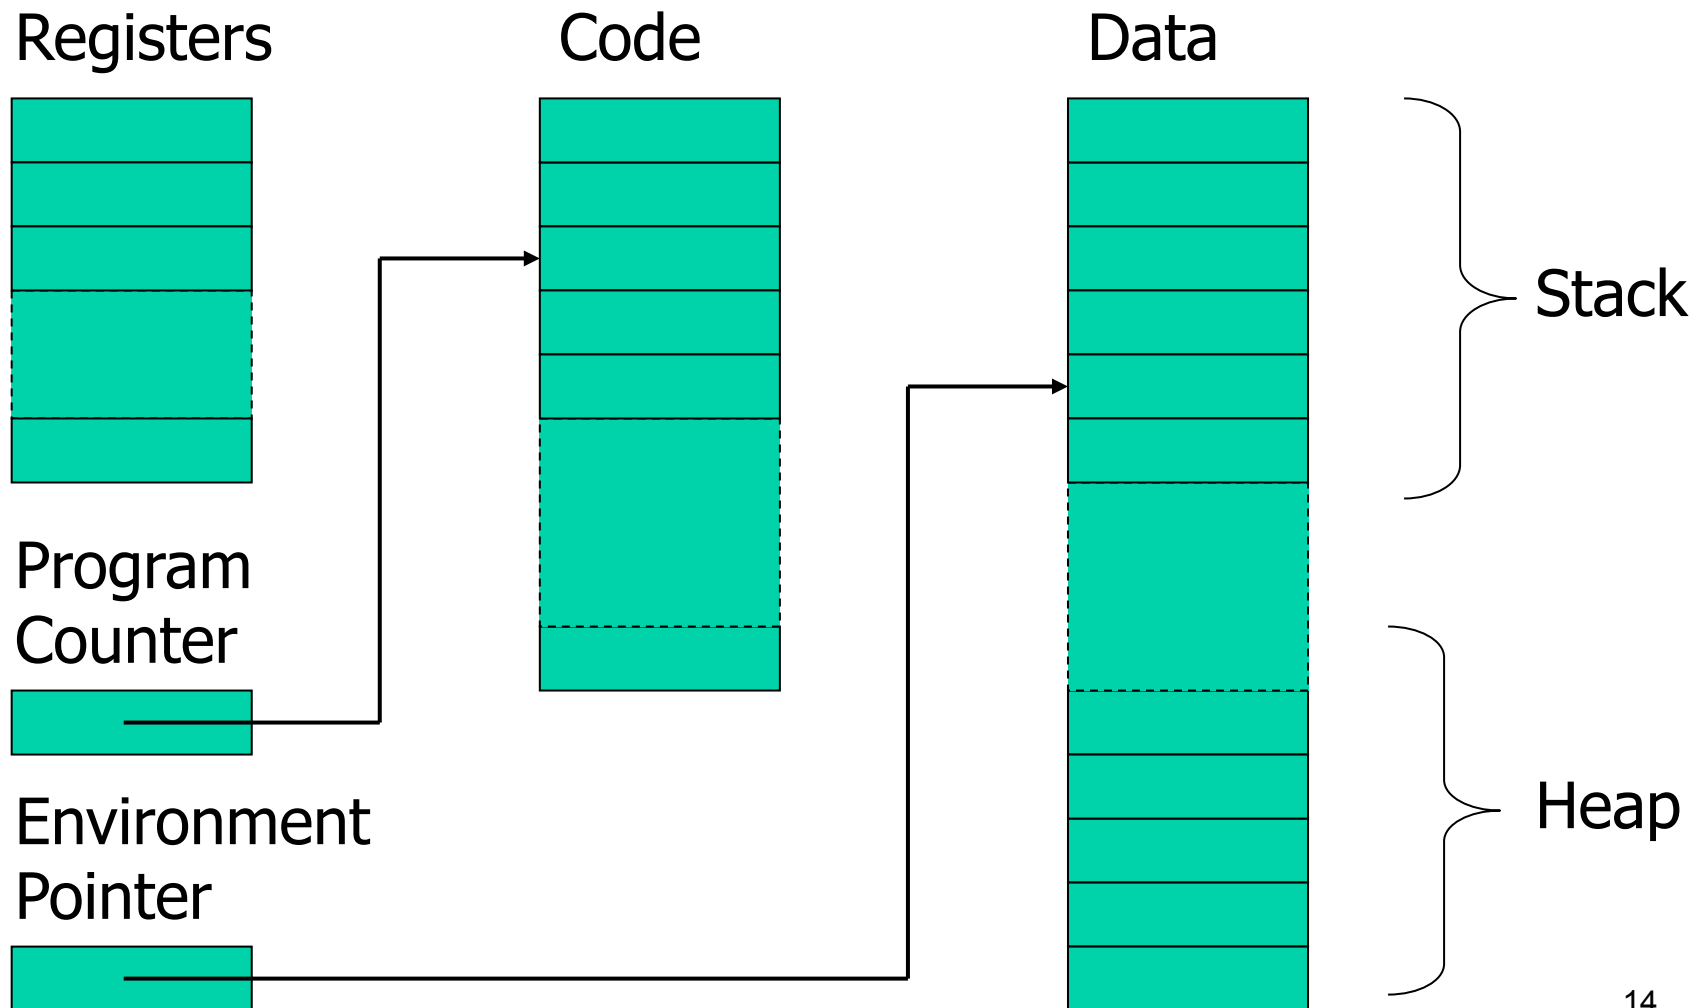 Registers
Code
Data
Stack
Program
Counter
Environment
Pointer
Heap
14